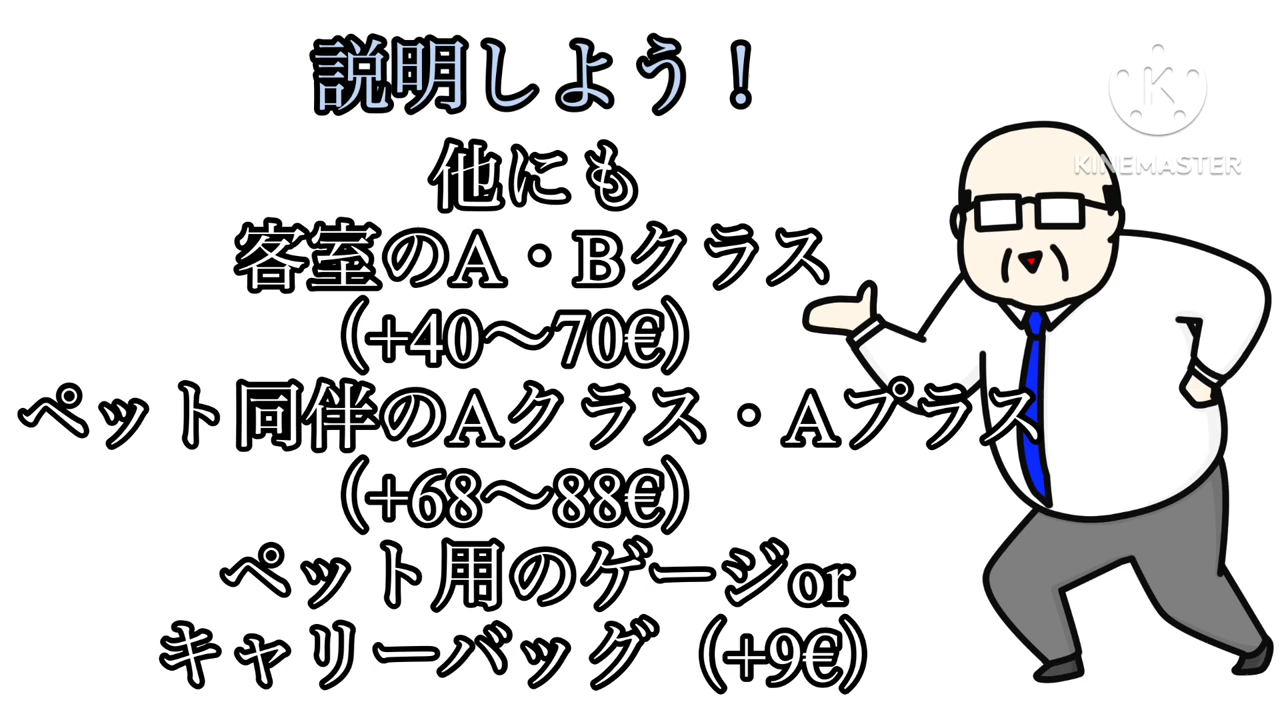 説明しよう！
他にも
客室のA・Bクラス
(+40～70€)
ペット同伴のAクラス・Aプラス
(+68～88€)
ペット用のゲージor
キャリーバッグ（+9€）
K
KINEMASTER